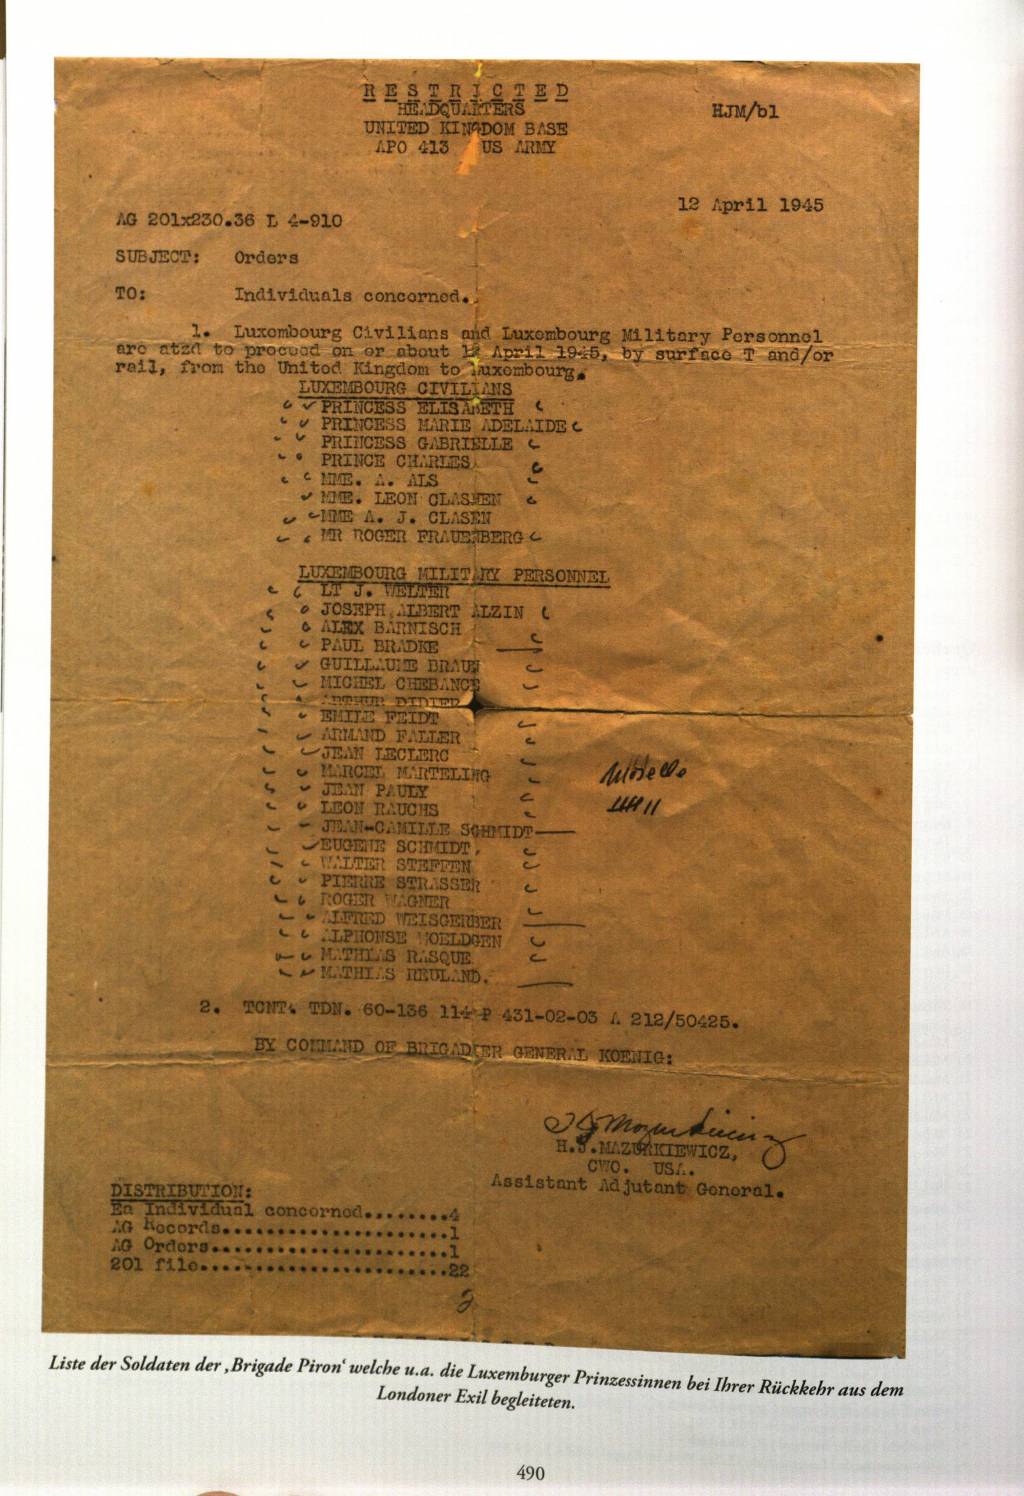 RESTRICTED
HEADQUARTERS
UNITED KINGDOM BASE
APO 413 US ARMY
HJM/bl
12 April 1945
AG 201x230.36 L 4-910
SUBJECT: Orders
TO: Individuals concerned.
1. Luxembourg Civilians and Luxembourg Military Personnel
are atzd to proceed on or about 12 April 1945, by surface T and/or
rail, from the United Kingdom to Luxembourg.
LUXEMBOURG CIVILIANS
PRINCESS ELISABETH
PRINCESS MARIE ADELAIDE
PRINCESS GABRIELLE
PRINCE CHARLES
MME. A. ALS
MME. LEON CLASEN
MME A. J. CLASEN
MR ROGER FRAUENBERG
LUXEMBOURG MILITARY PERSONNEL
LT J. WELTER
JOSEPH ALBERT ALZIN
ALEX BARNISCH
PAUL BRADKE
GUILLAUME BRAUN
MICHEL CHEBANCE
ARTHUR DIDIER
EMILE FEIDT
ARMAND FALLER
JEAN LECLERC
MARCEL MARTELING
JEAN PAULY
LEON RAUCHS
JEAN-CAMILLE SCHMIDT
EUGENE SCHMIDT.
WALTER STEFFEN
PIERRE STRASSER
ROGER WAGNER
ALFRED WEISGERBER
ALPHONSE WOELDGEN
MATHIAS RASQUE
MATHIAS REULAND.
2. TCNT. TDN. 60-136 114 P 431-02-03 A 212/50425.
BY COMMAND OF BRIGADIER GENERAL KOENIG:
H.J.MAZURKIEWICZ,
CWO. USA.
Assistant Adjutant General.
DISTRIBUTION:
Ea Individual concerned........4
AG Records.....................1
AG Orders......................1
201 file.......................22
2
Liste der Soldaten der ‚Brigade Piron‘ welche u.a. die Luxemburger Prinzessinnen bei Ihrer Rückkehr aus dem
Londoner Exil begleiteten.
490